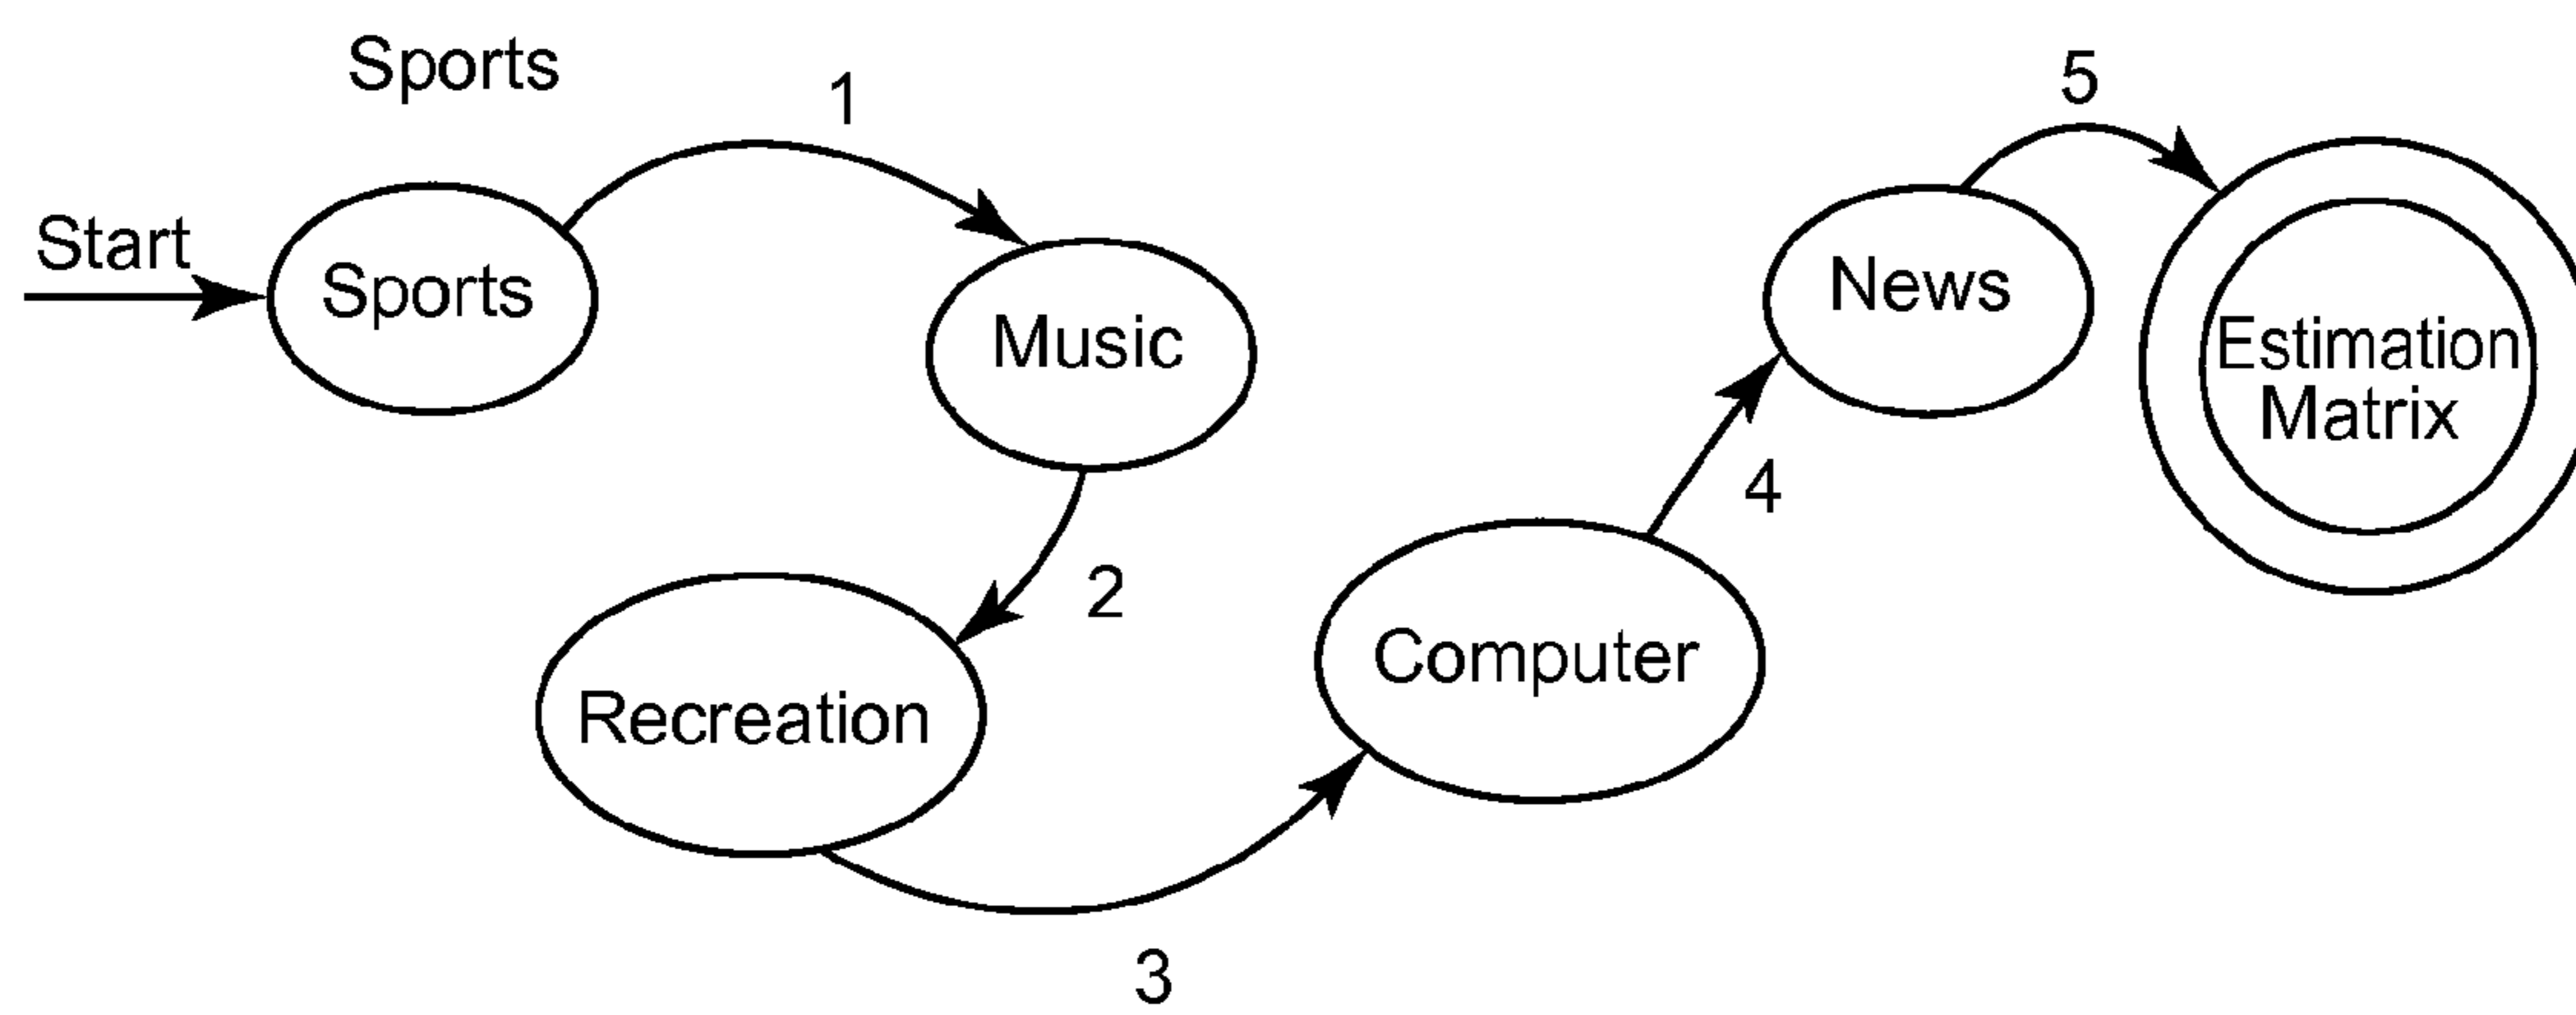 Sports
1
Start
Sports
Music
2
Recreation
3
Computer
4
News
5
Estimation
Matrix